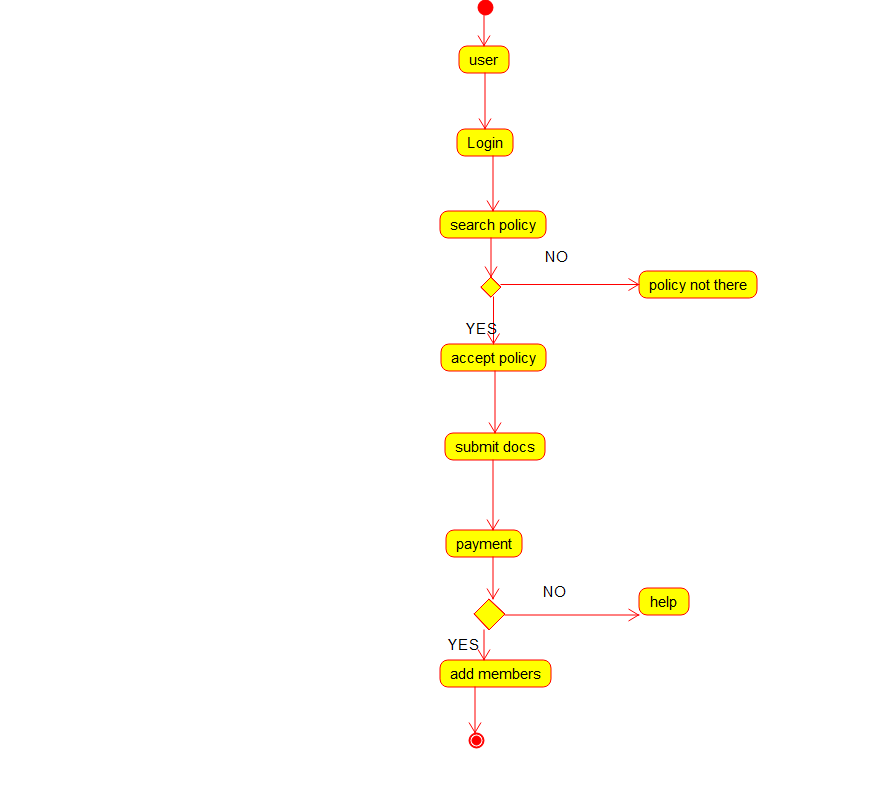 user
Login
search policy
NO
policy not there
YES
accept policy
submit docs
payment
NO
help
YES
add members